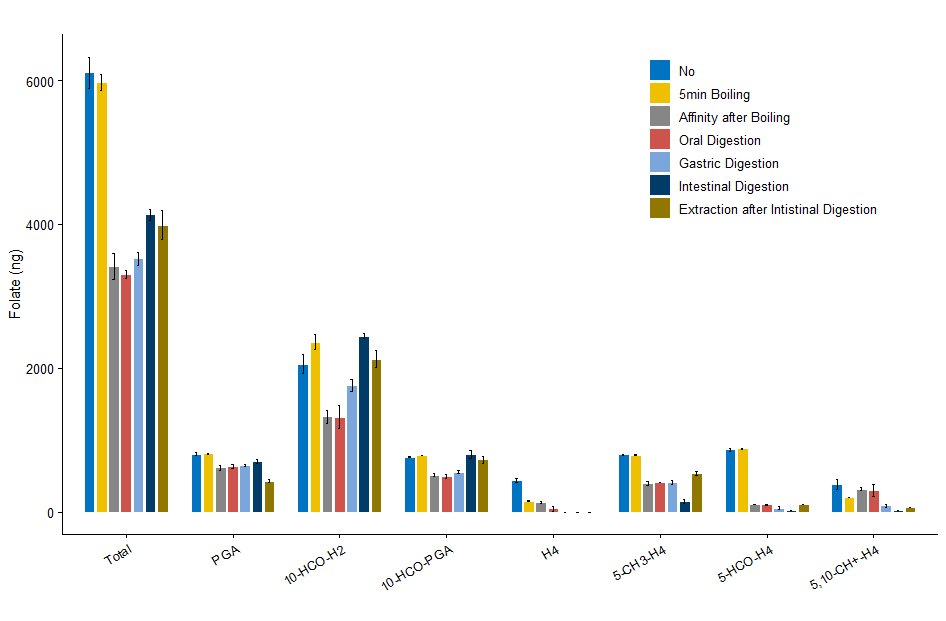 No
5min Boiling
Affinity after Boiling
Oral Digestion
Gastric Digestion
Intestinal Digestion
Extraction after Intistinal Digestion
6000
4000
2000
0
Folate (ng)
Total
PGA
10-HCO-H2
10-HCO-PGA
H4
5-CH3-H4
5-HCO-H4
5,10-CH+-H4